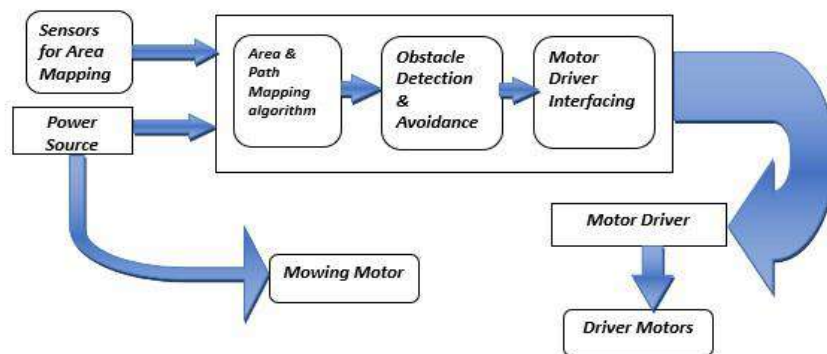 Sensors
for Area
Mapping
Power
Source
Area &
Path
Mapping
algorithm
Obstacle
Detection
&
Avoidance
Motor
Driver
Interfacing
Motor Driver
Mowing Motor
Driver Motors